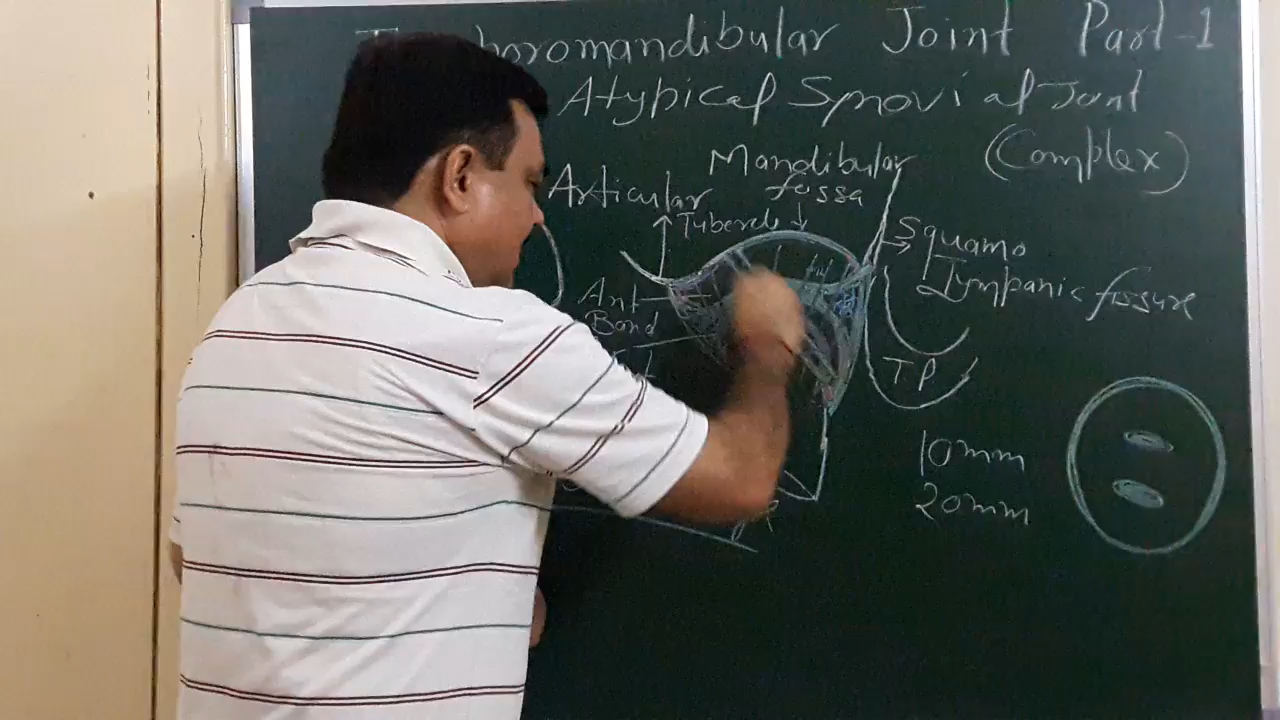 Temporomandibular Joint Part-1
Atypical Synovial Joint
(Complex)
Mandibular
fossa
Articular
Tubercle
Squamo
Tympanic fissure
Ant
Band
TP
10mm
20mm